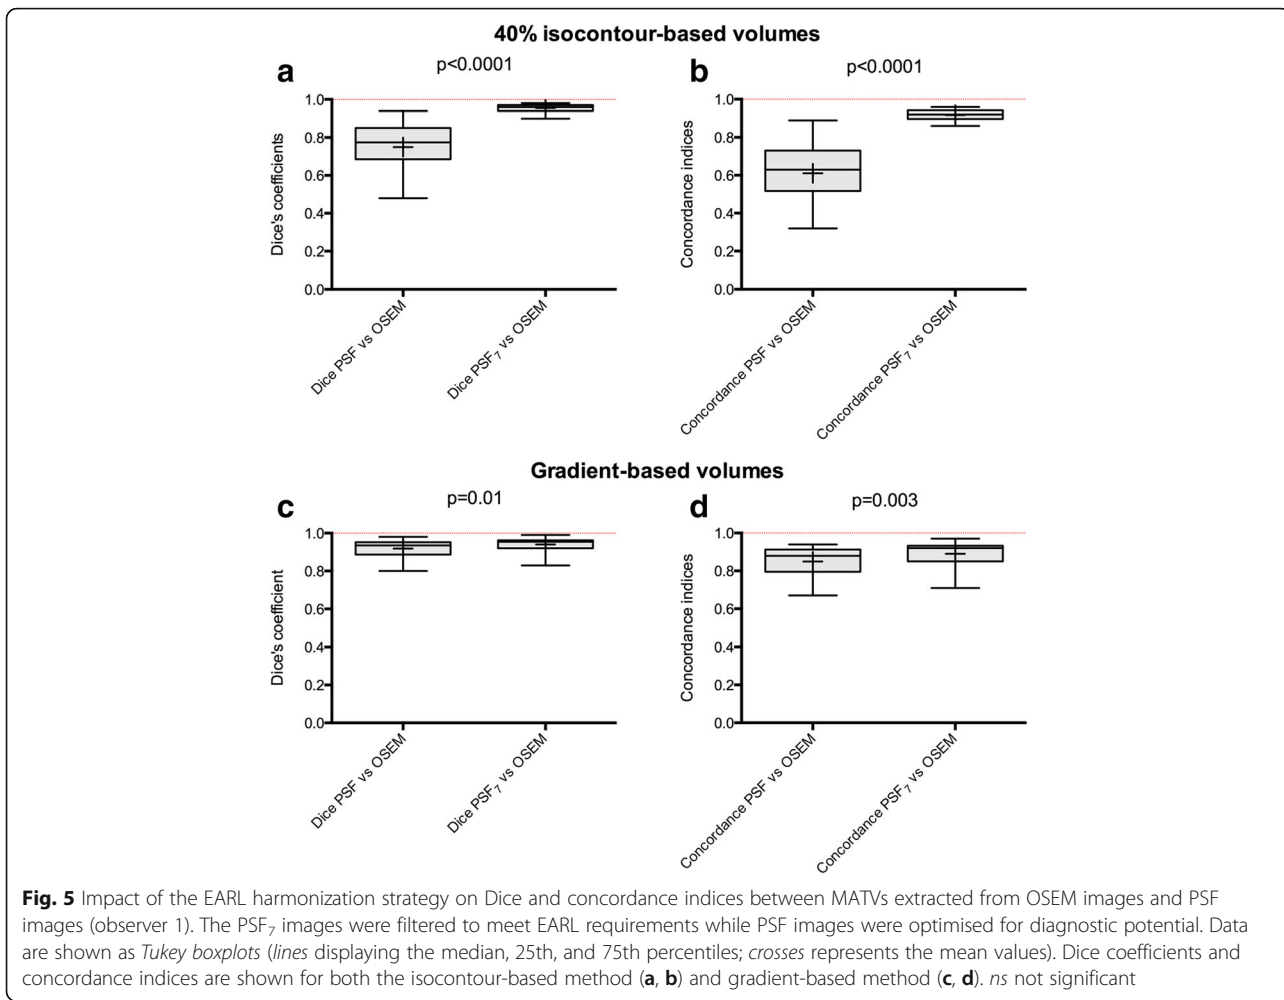 40% isocontour-based volumes
a
p<0.0001
b
p<0.0001
Dice's coefficients
1.0
0.8
0.6
0.4
0.2
0.0
Dice PSF vs OSEM
Dice PSF₇ vs OSEM
Concordance indices
1.0
0.8
0.6
0.4
0.2
0.0
Concordance PSF vs OSEM
Concordance PSF₇ vs OSEM
Gradient-based volumes
c
p=0.01
d
p=0.003
Dice's coefficient
1.0
0.8
0.6
0.4
0.2
0.0
Dice PSF vs OSEM
Dice PSF₇ vs OSEM
Concordance indices
1.0
0.8
0.6
0.4
0.2
0.0
Concordance PSF vs OSEM
Concordance PSF₇ vs OSEM
Fig. 5 Impact of the EARL harmonization strategy on Dice and concordance indices between MATVs extracted from OSEM images and PSF
images (observer 1). The PSF₇ images were filtered to meet EARL requirements while PSF images were optimised for diagnostic potential. Data
are shown as Tukey boxplots (lines displaying the median, 25th, and 75th percentiles; crosses represents the mean values). Dice coefficients and
concordance indices are shown for both the isocontour-based method (a, b) and gradient-based method (c, d). ns not significant